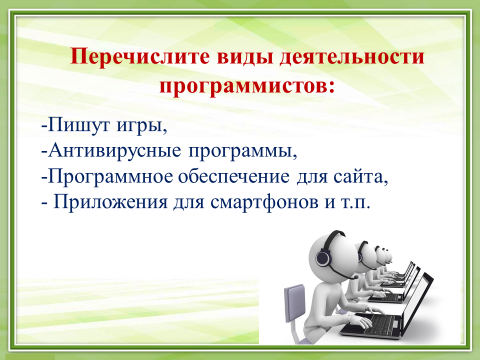 Перечислите виды деятельности
программистов:
-Пишут игры,
-Антивирусные программы,
-Программное обеспечение для сайта,
- Приложения для смартфонов и т.п.